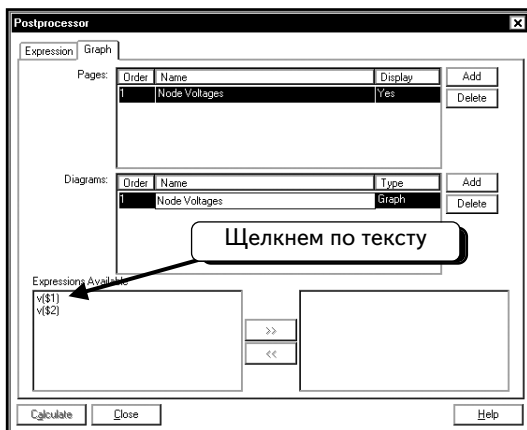 Postprocessor
Expression Graph
Pages: Order Name Display Add
1 Node Voltages Yes Delete
Diagrams: Order Name Type Add
1 Node Voltages Graph Delete
Щелкнем по тексту
Expressions Available
v($1)
v($2)
>>
<<
Calculate Close Help